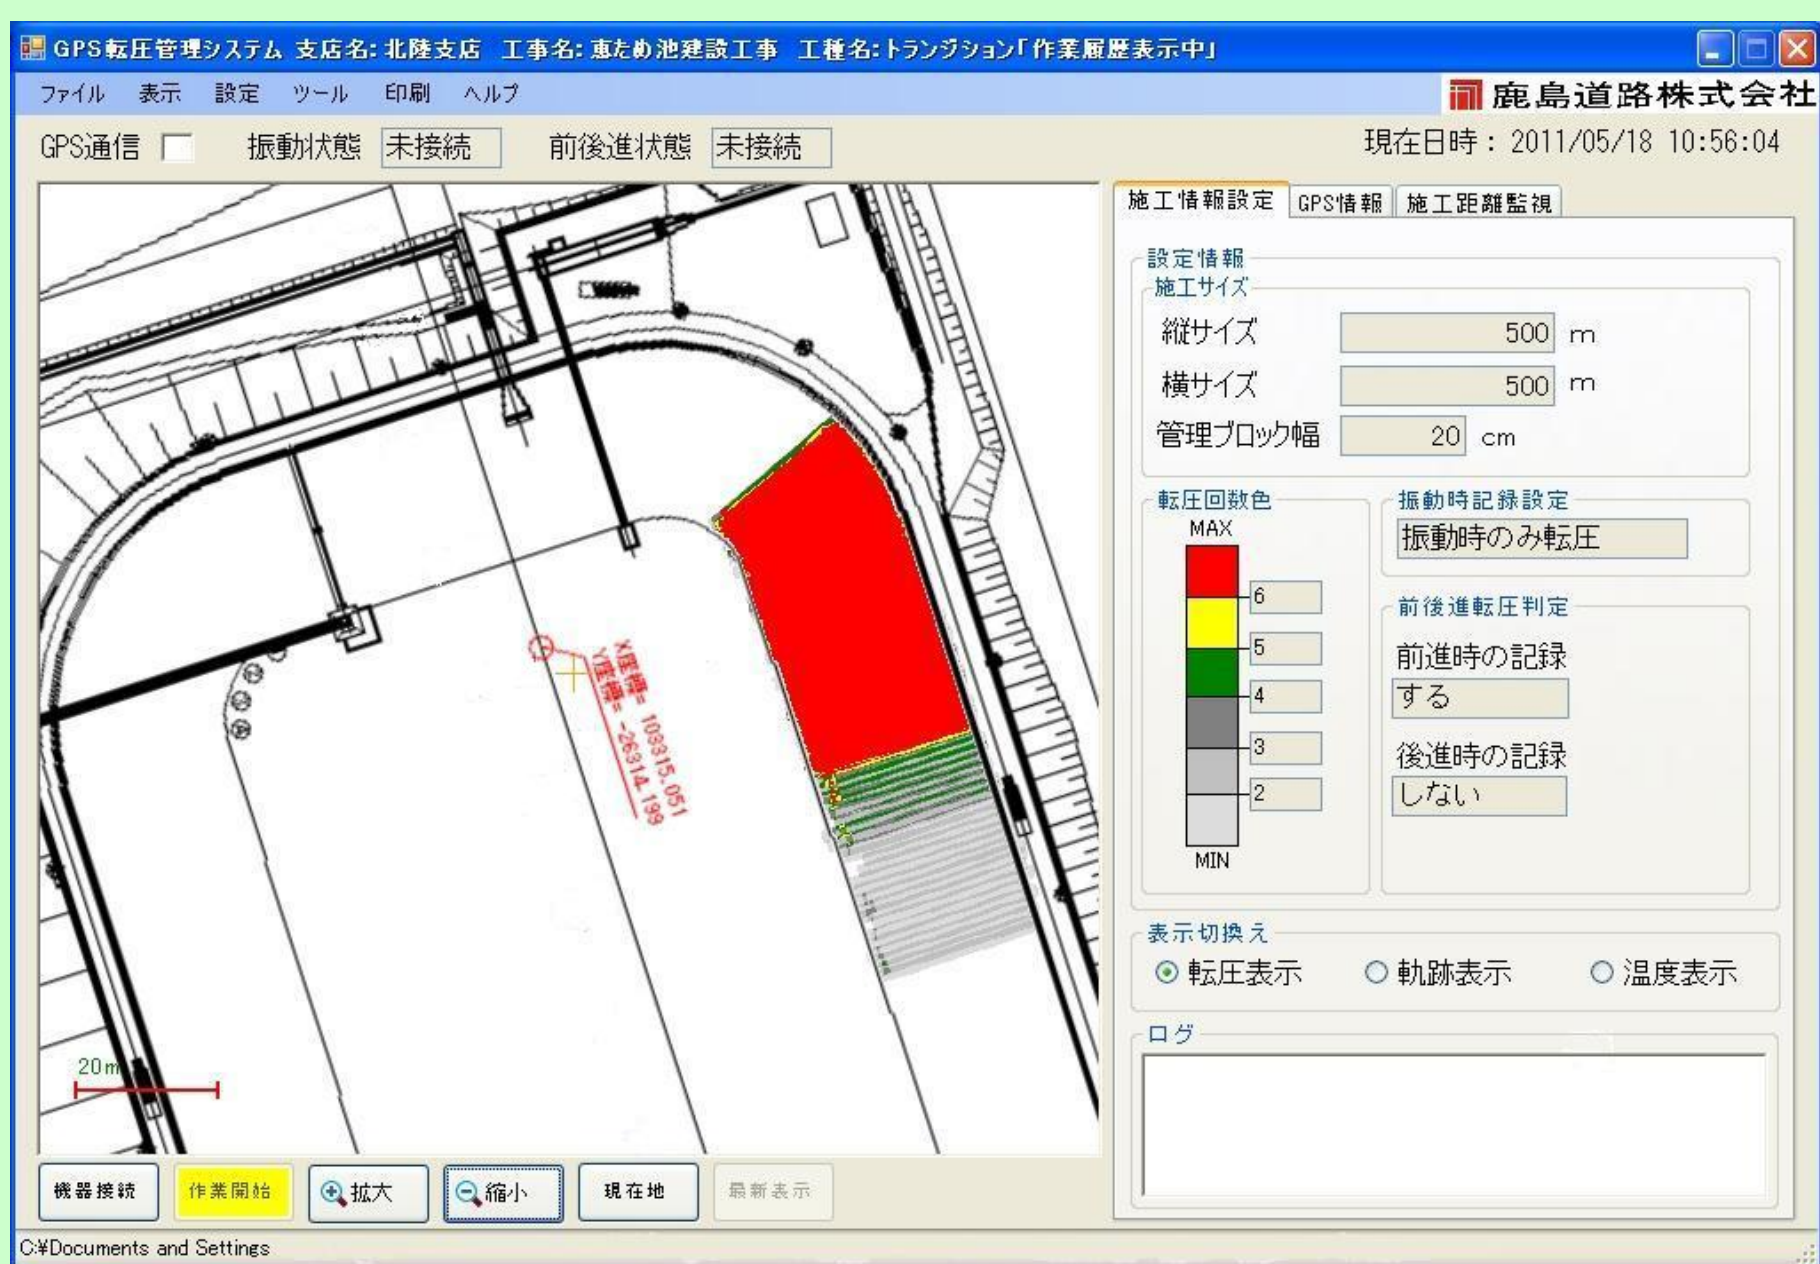 GPS転圧管理システム 支店名:北陸支店 工事名:恵ため池建設工事 工種名:トランジション「作業履歴表示中」
ファイル 表示 設定 ツール 印刷 ヘルプ
鹿島道路株式会社
GPS通信 振動状態 未接続 前後進状態 未接続
現在日時: 2011/05/18 10:56:04
施工情報設定 GPS情報 施工距離監視
設定情報
施工サイズ
縦サイズ 500 m
横サイズ 500 m
管理ブロック幅 20 cm
転圧回数色
MAX
6
5
4
3
2
MIN
振動時記録設定
振動時のみ転圧
前後進転圧判定
前進時の記録
する
後進時の記録
しない
表示切換え
転圧表示 軌跡表示 温度表示
ログ
X座標= 103315.051
Y座標= -26314.199
20m
機器接続 作業開始 拡大 縮小 現在地 最新表示
C:¥Documents and Settings